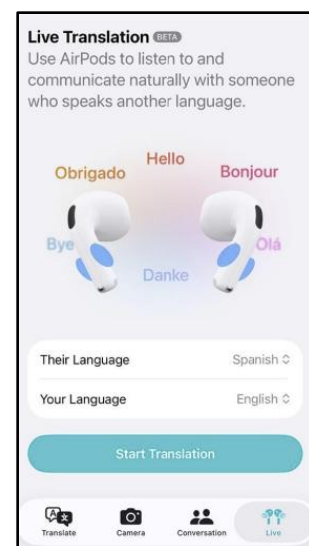 Live Translation BETA
Use AirPods to listen to and
communicate naturally with someone
who speaks another language.
Hello
Obrigado
Bonjour
Bye
Olá
Danke
Their Language Spanish
Your Language English
Start Translation
Translate Camera Conversation Live